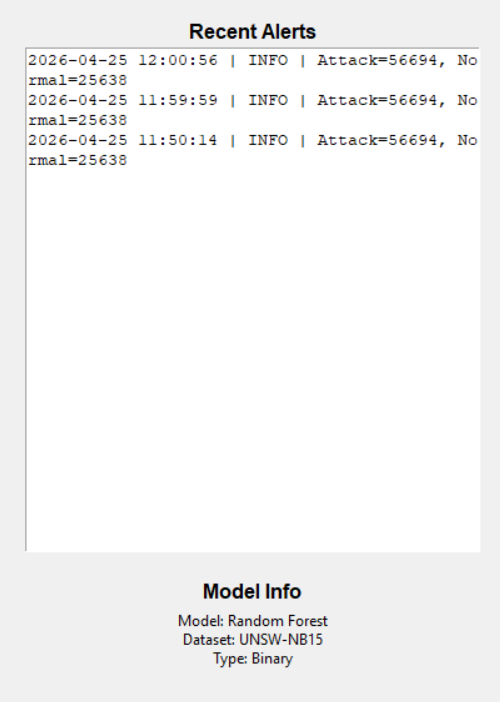 Recent Alerts
2026-04-25 12:00:56 | INFO | Attack=56694, No
rmal=25638
2026-04-25 11:59:59 | INFO | Attack=56694, No
rmal=25638
2026-04-25 11:50:14 | INFO | Attack=56694, No
rmal=25638
Model Info
Model: Random Forest
Dataset: UNSW-NB15
Type: Binary